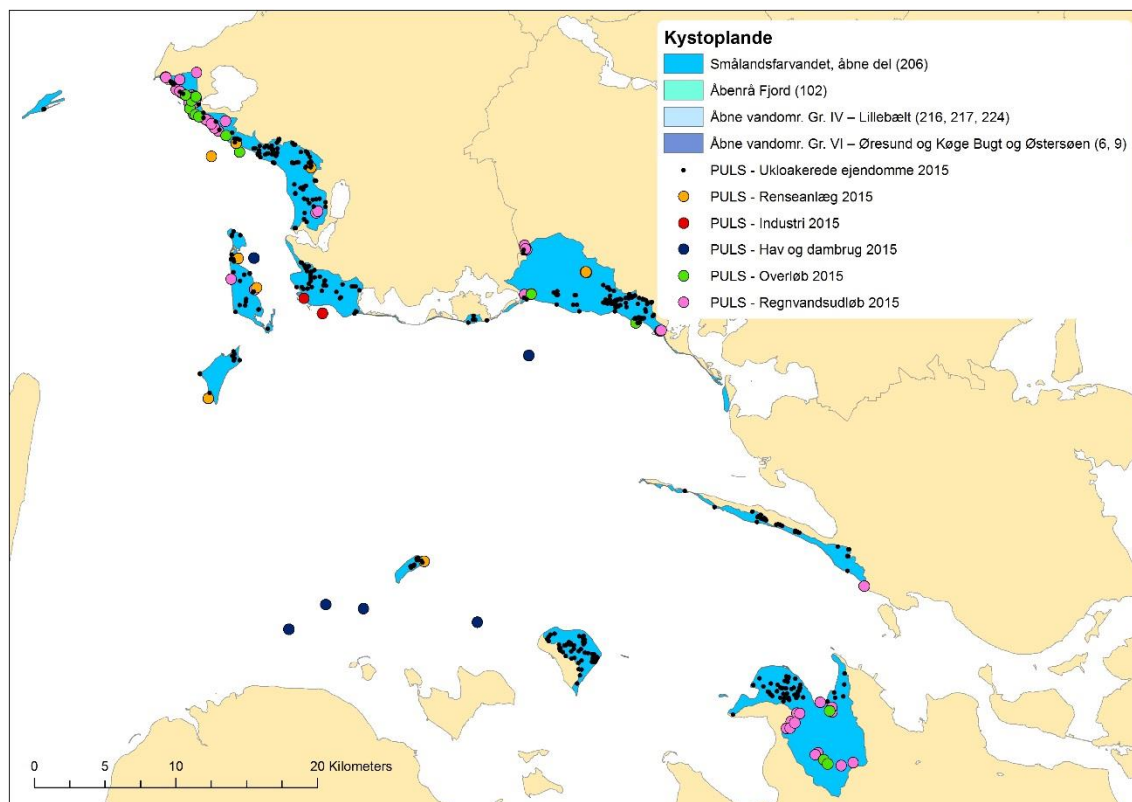 Kystoplande
Smålandsfarvandet, åbne del (206)
Åbenrå Fjord (102)
Åbne vandomr. Gr. IV – Lillebælt (216, 217, 224)
Åbne vandomr. Gr. VI – Øresund og Køge Bugt og Østersøen (6, 9)
PULS - Ukloakerede ejendomme 2015
PULS - Renseanlæg 2015
PULS - Industri 2015
PULS - Hav og dambrug 2015
PULS - Overløb 2015
PULS - Regnvandsudløb 2015
0 5 10 20 Kilometers